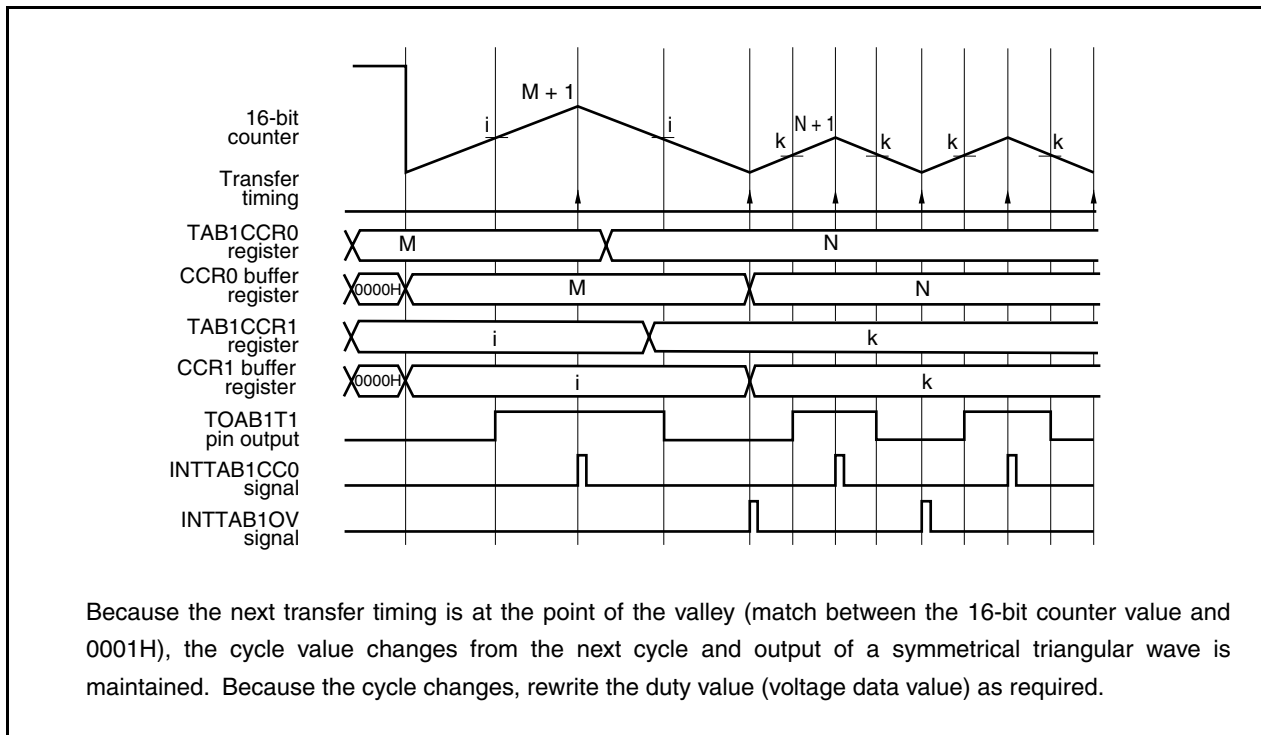 M + 1
i
i
N + 1
k
k
k
k
16-bit
counter
Transfer
timing
TAB1CCR0
register
M
N
CCR0 buffer
register
0000H
M
N
TAB1CCR1
register
i
k
CCR1 buffer
register
0000H
i
k
TOAB1T1
pin output
INTTAB1CC0
signal
INTTAB1OV
signal
Because the next transfer timing is at the point of the valley (match between the 16-bit counter value and
0001H), the cycle value changes from the next cycle and output of a symmetrical triangular wave is
maintained. Because the cycle changes, rewrite the duty value (voltage data value) as required.